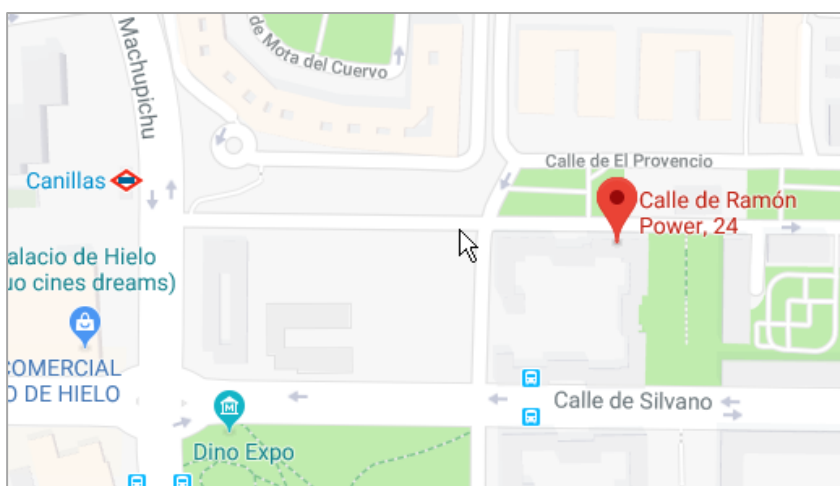 Machupichu
de Mota del Cuervo
Calle de El Provencio
Canillas
Calle de Ramón
Power, 24
alacio de Hielo
uo cines dreams)
COMERCIAL
O DE HIELO
Calle de Silvano
M
Dino Expo